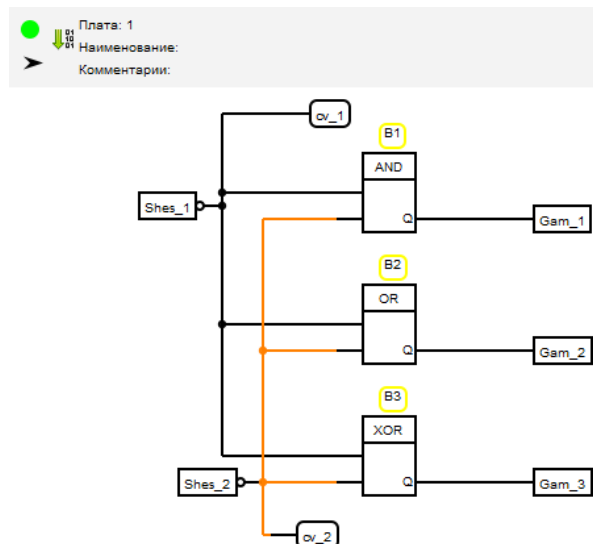 Плата: 1
Наименование:
Комментарии:
cv_1
B1
AND
Shes_1
Q
Gam_1
B2
OR
Q
Gam_2
B3
XOR
Shes_2
Q
Gam_3
cv_2